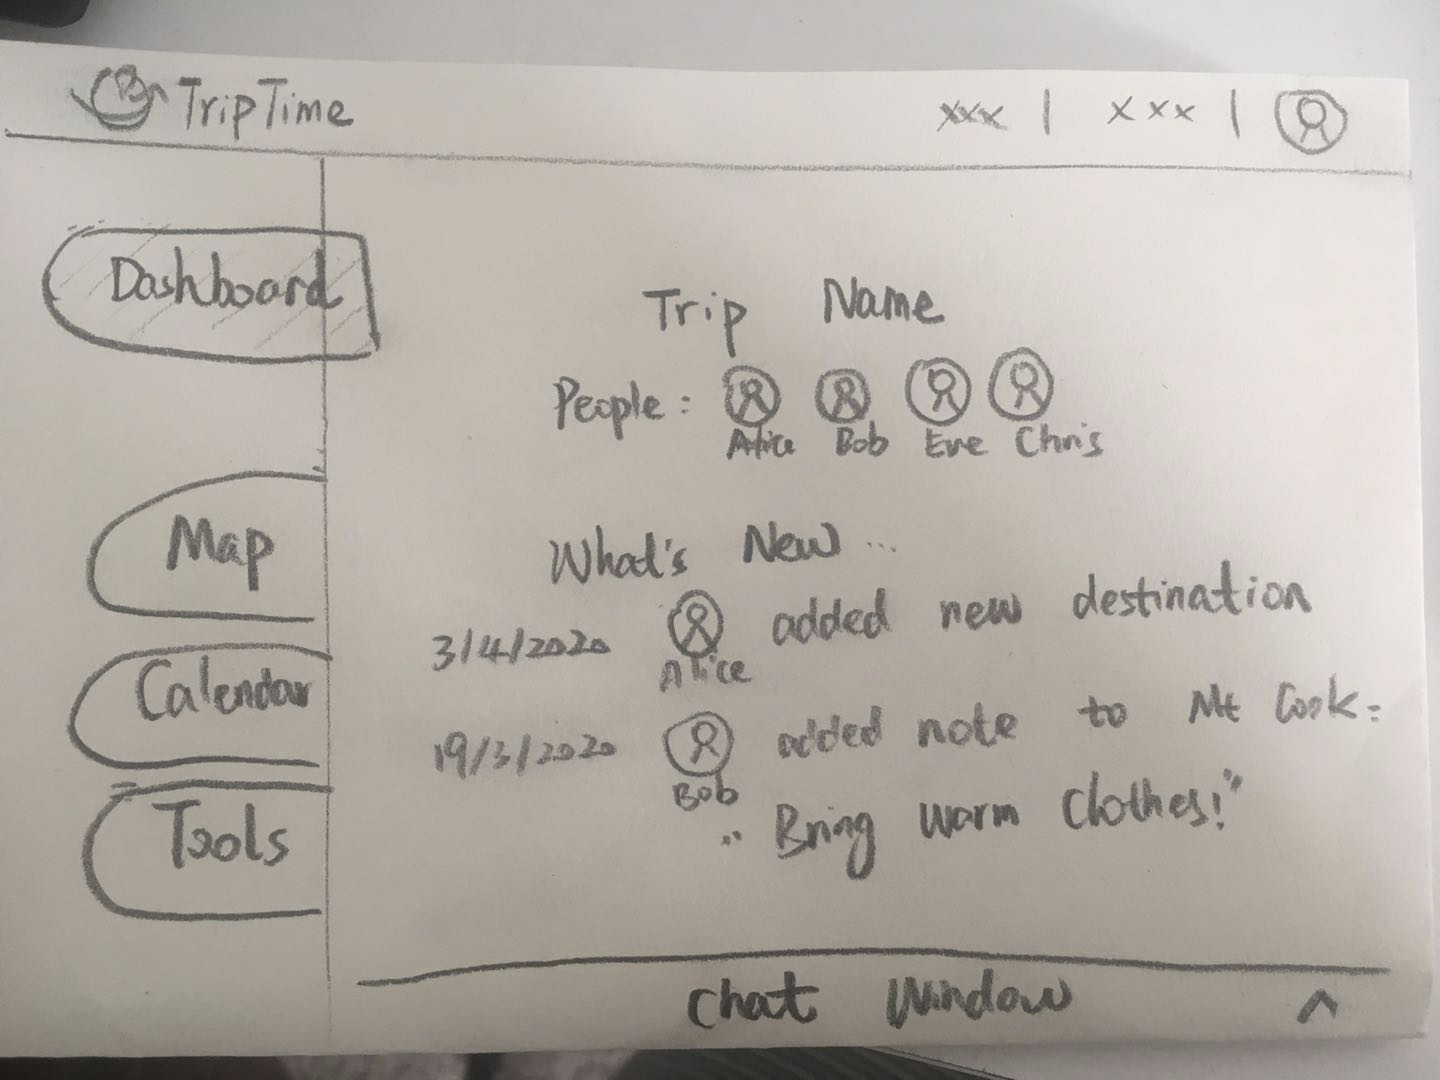 TripTime
xxx | xxx |
Dashboard
Trip Name
People:
Alice Bob Eve Chris
Map
What's New...
3/4/2020 added new destination
Alice
Calendar
19/3/2020 added note to Mt Cook:
Bob
"Bring warm clothes!"
Tools
Chat Window ^